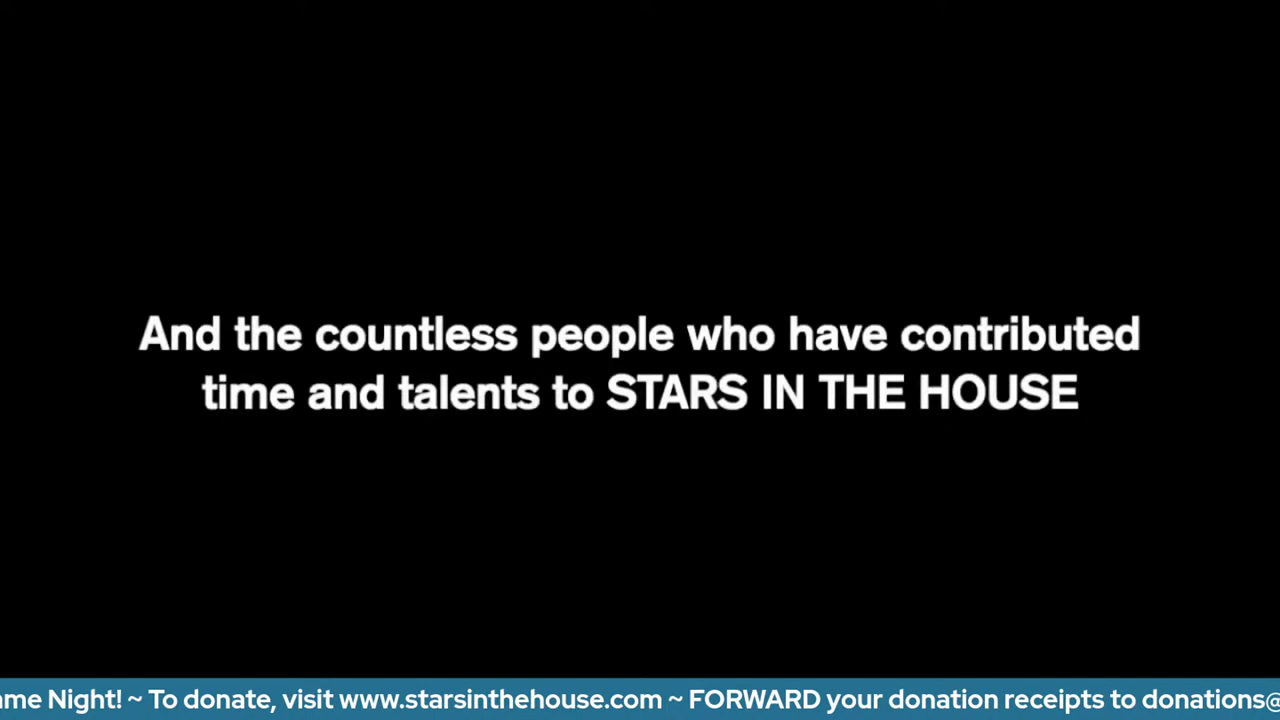 And the countless people who have contributed
time and talents to STARS IN THE HOUSE
ame Night! ~ To donate, visit www.starsinthehouse.com ~ FORWARD your donation receipts to donations@